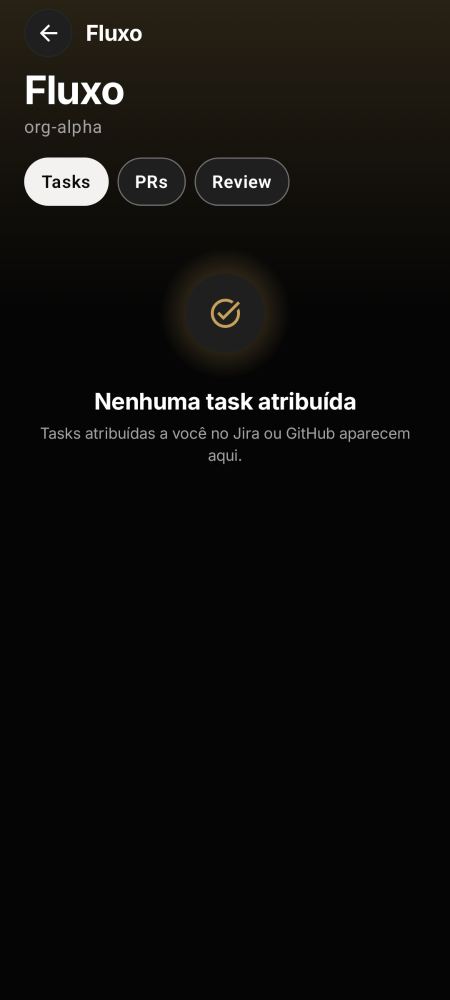 Fluxo
Fluxo
org-alpha
Tasks
PRs
Review
Nenhuma task atribuída
Tasks atribuídas a você no Jira ou GitHub aparecem
aqui.